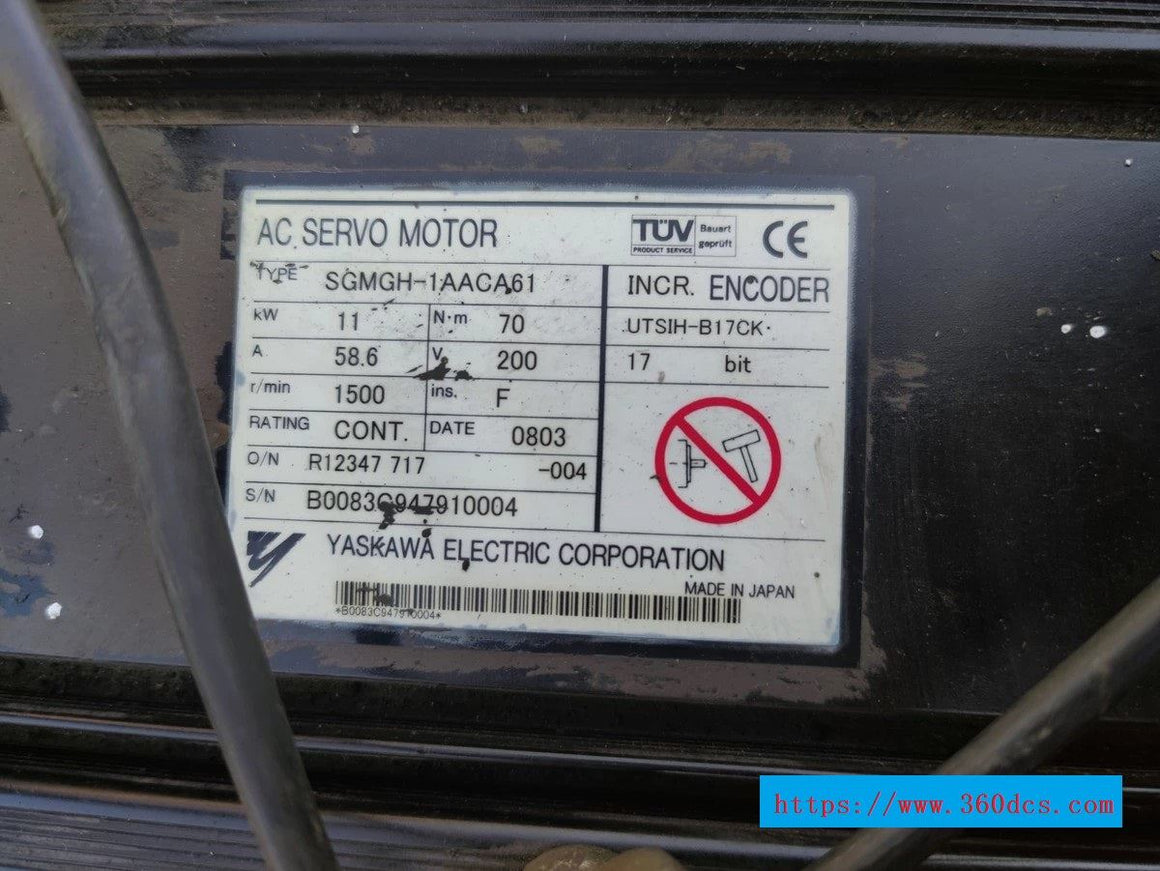 AC SERVO MOTOR
TÜV
PRODUCT SERVICE
Bauart
geprüft
CE
TYPE SGMGH-1AACA61
kW 11 N·m 70
A 58.6 V 200
r/min 1500 ins. F
RATING CONT. DATE 0803
O/N R12347 717 -004
S/N B0083C947910004
INCR. ENCODER
UTSIH-B17CK
17 bit
YASKAWA ELECTRIC CORPORATION
MADE IN JAPAN
*B0083C947910004*
https://www.360dcs.com